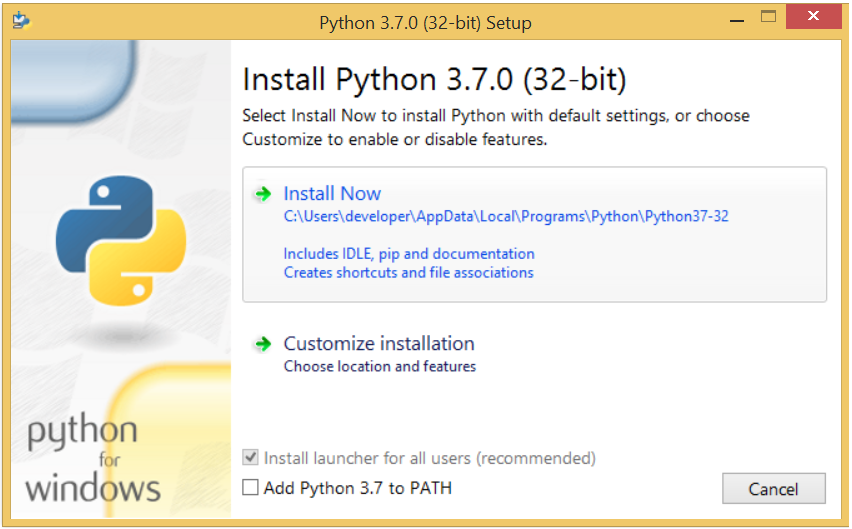 Python 3.7.0 (32-bit) Setup
Install Python 3.7.0 (32-bit)
Select Install Now to install Python with default settings, or choose
Customize to enable or disable features.
Install Now
C:\Users\developer\AppData\Local\Programs\Python\Python37-32
Includes IDLE, pip and documentation
Creates shortcuts and file associations
Customize installation
Choose location and features
python
for
windows
Install launcher for all users (recommended)
Add Python 3.7 to PATH
Cancel